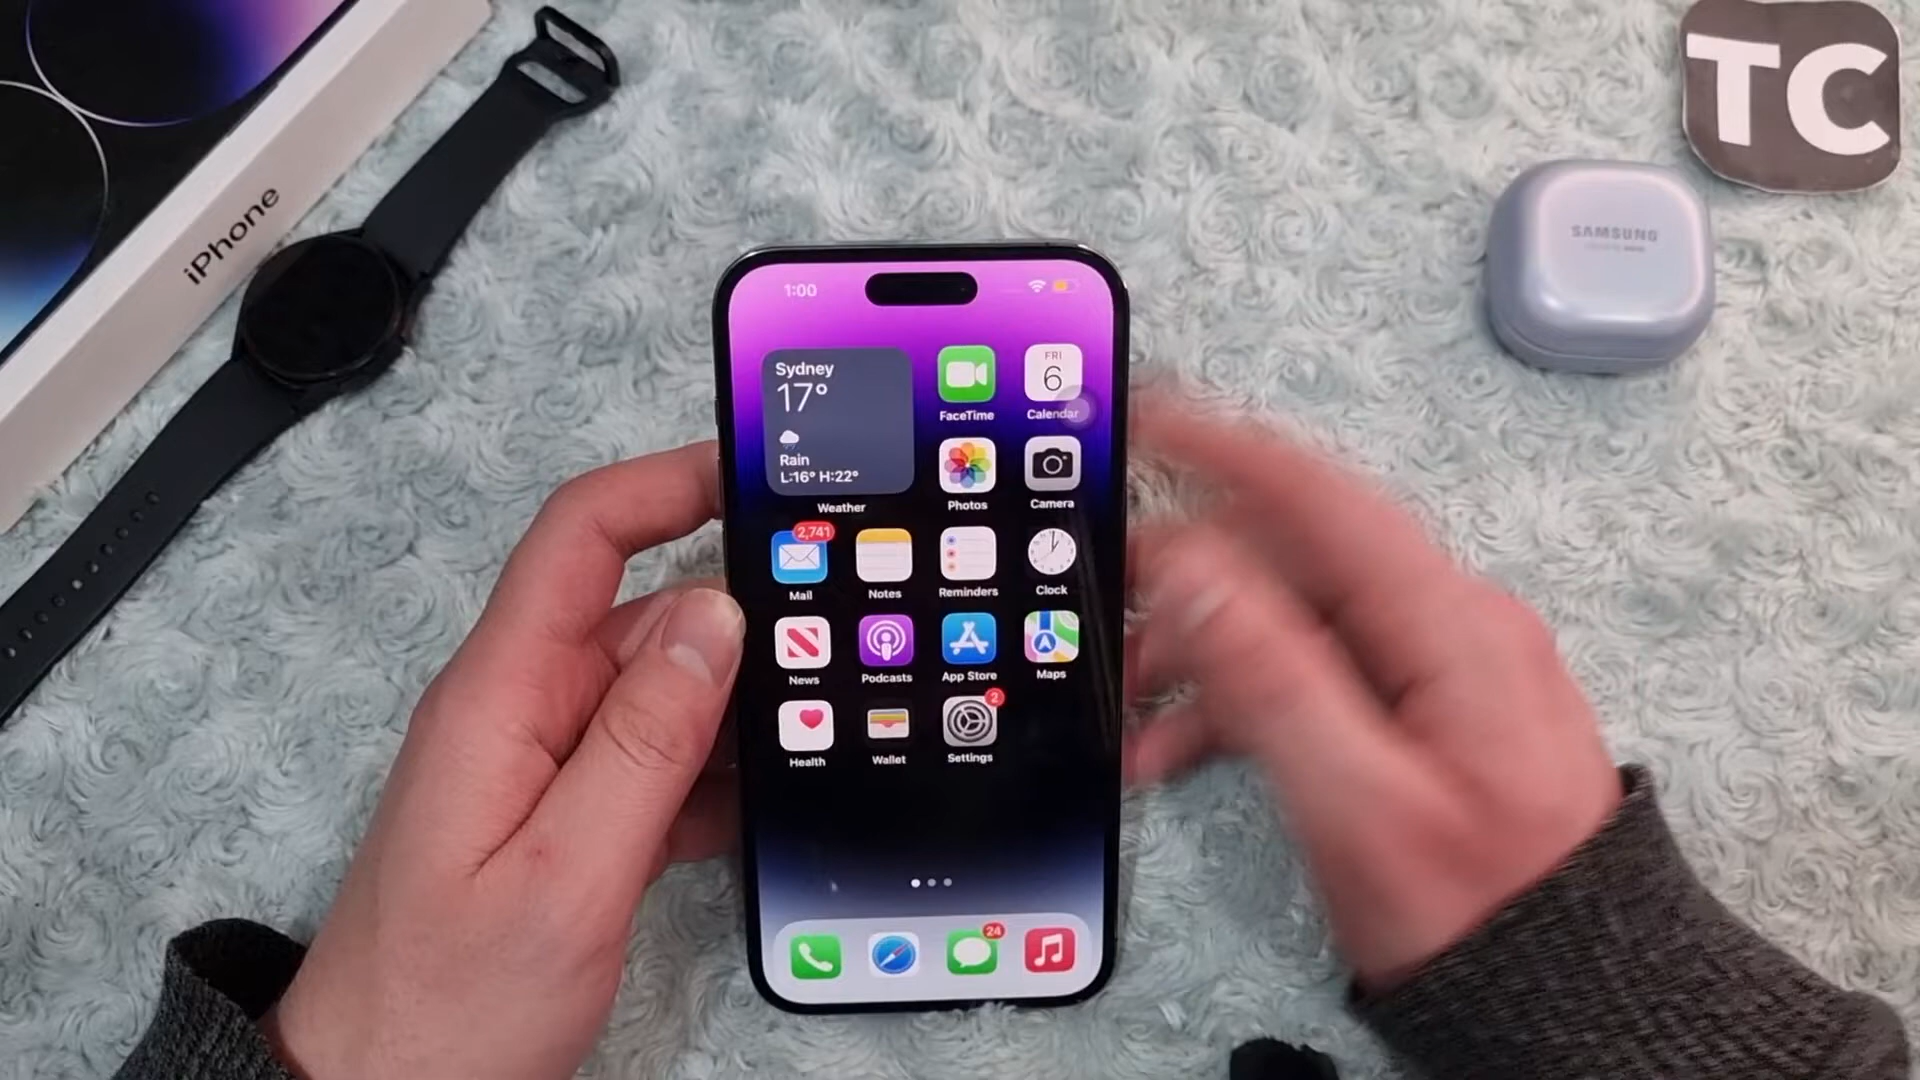 TC
iPhone
SAMSUNG
1:00
Sydney
17°
Rain
L:16° H:22°
Weather
FaceTime
FRI
6
Calendar
Photos
Camera
2,741
Mail
Notes
Reminders
Clock
News
Podcasts
App Store
Maps
Health
Wallet
2
Settings
24